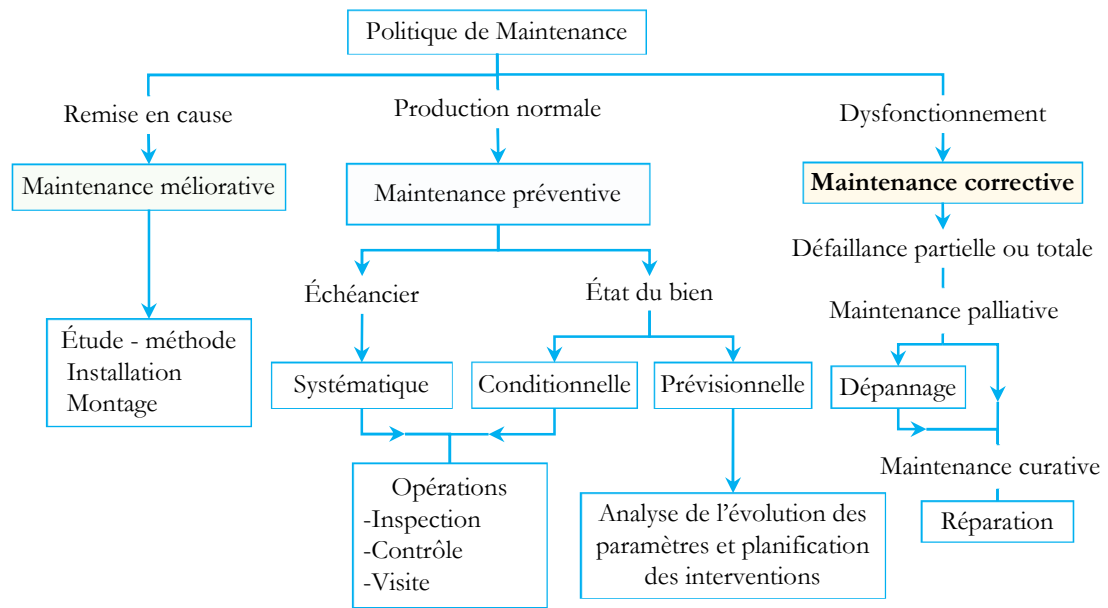 Politique de Maintenance
Remise en cause
Production normale
Dysfonctionnement
Maintenance méliorative
Maintenance préventive
Maintenance corrective
Défaillance partielle ou totale
Échéancier
État du bien
Maintenance palliative
Étude - méthode
Installation
Montage
Systématique
Conditionnelle
Prévisionnelle
Dépannage
Maintenance curative
Opérations
-Inspection
-Contrôle
-Visite
Analyse de l’évolution des
paramètres et planification
des interventions
Réparation